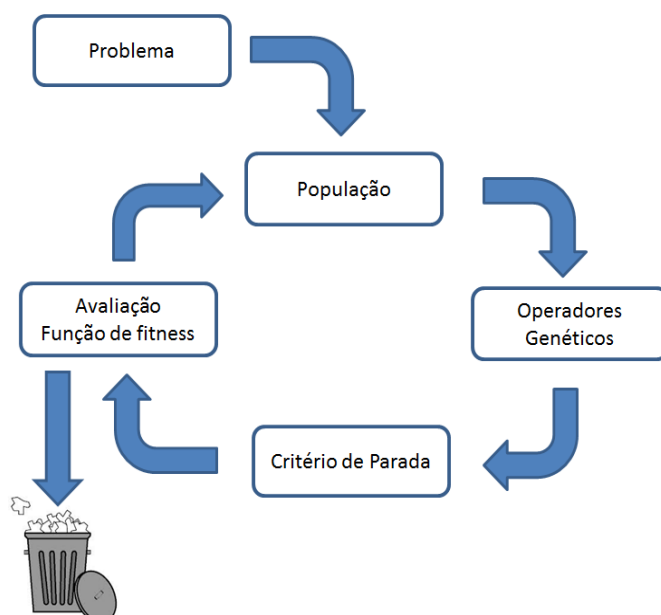 Problema
População
Operadores
Genéticos
Critério de Parada
Avaliação
Função de fitness